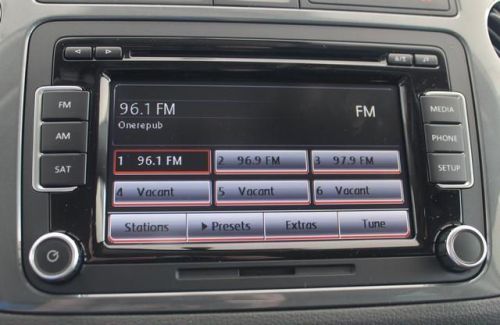 FM
AM
SAT
96.1 FM
FM
Onerepub
1 96.1 FM
2 96.9 FM
3 97.9 FM
4 Vacant
5 Vacant
6 Vacant
Stations
Presets
Extras
Tune
MEDIA
PHONE
SETUP